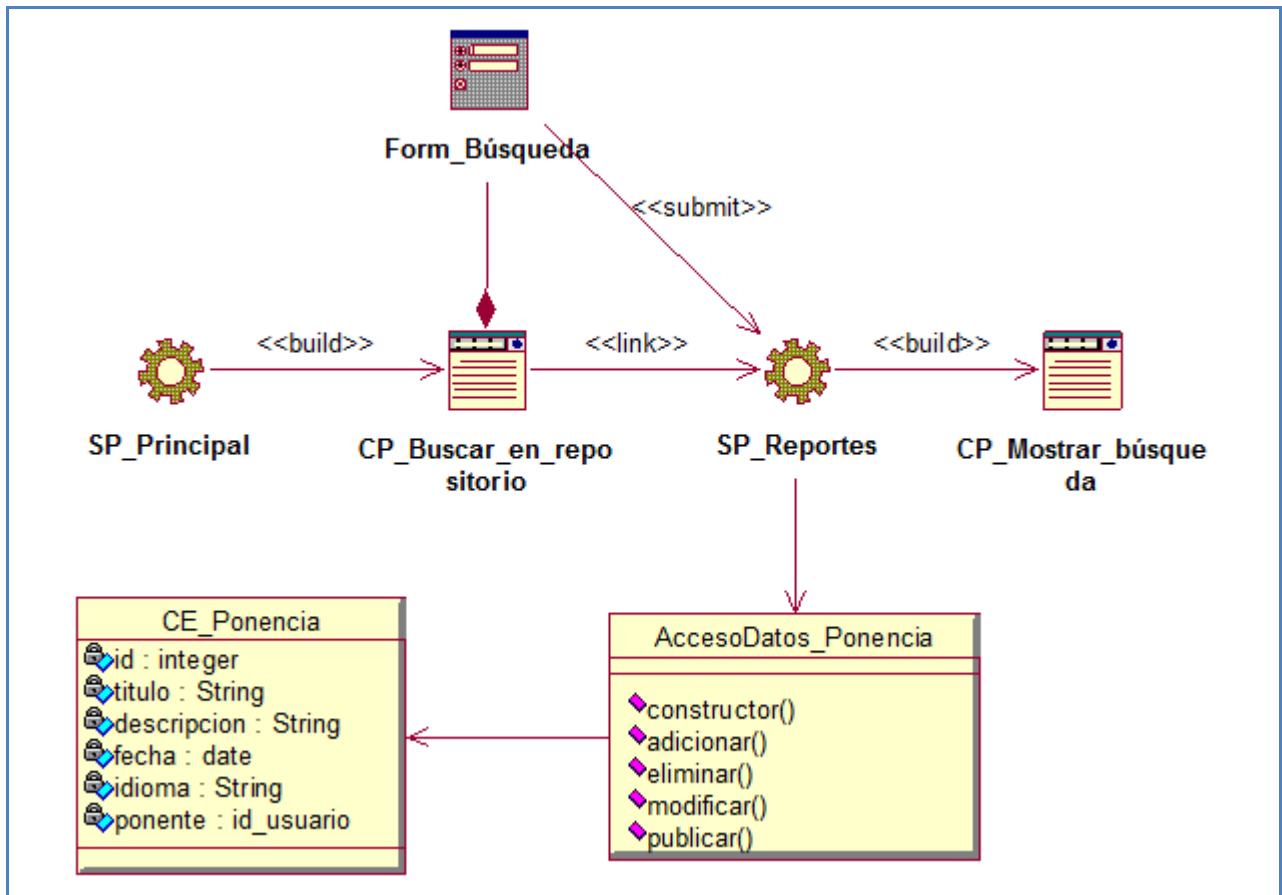 Form_Búsqueda
<<submit>>
<<build>>
<<link>>
<<build>>
SP_Principal
CP_Buscar_en_repo
sitorio
SP_Reportes
CP_Mostrar_búsque
da
CE_Ponencia
id : integer
titulo : String
descripcion : String
fecha : date
idioma : String
ponente : id_usuario
AccesoDatos_Ponencia
constructor()
adicionar()
eliminar()
modificar()
publicar()